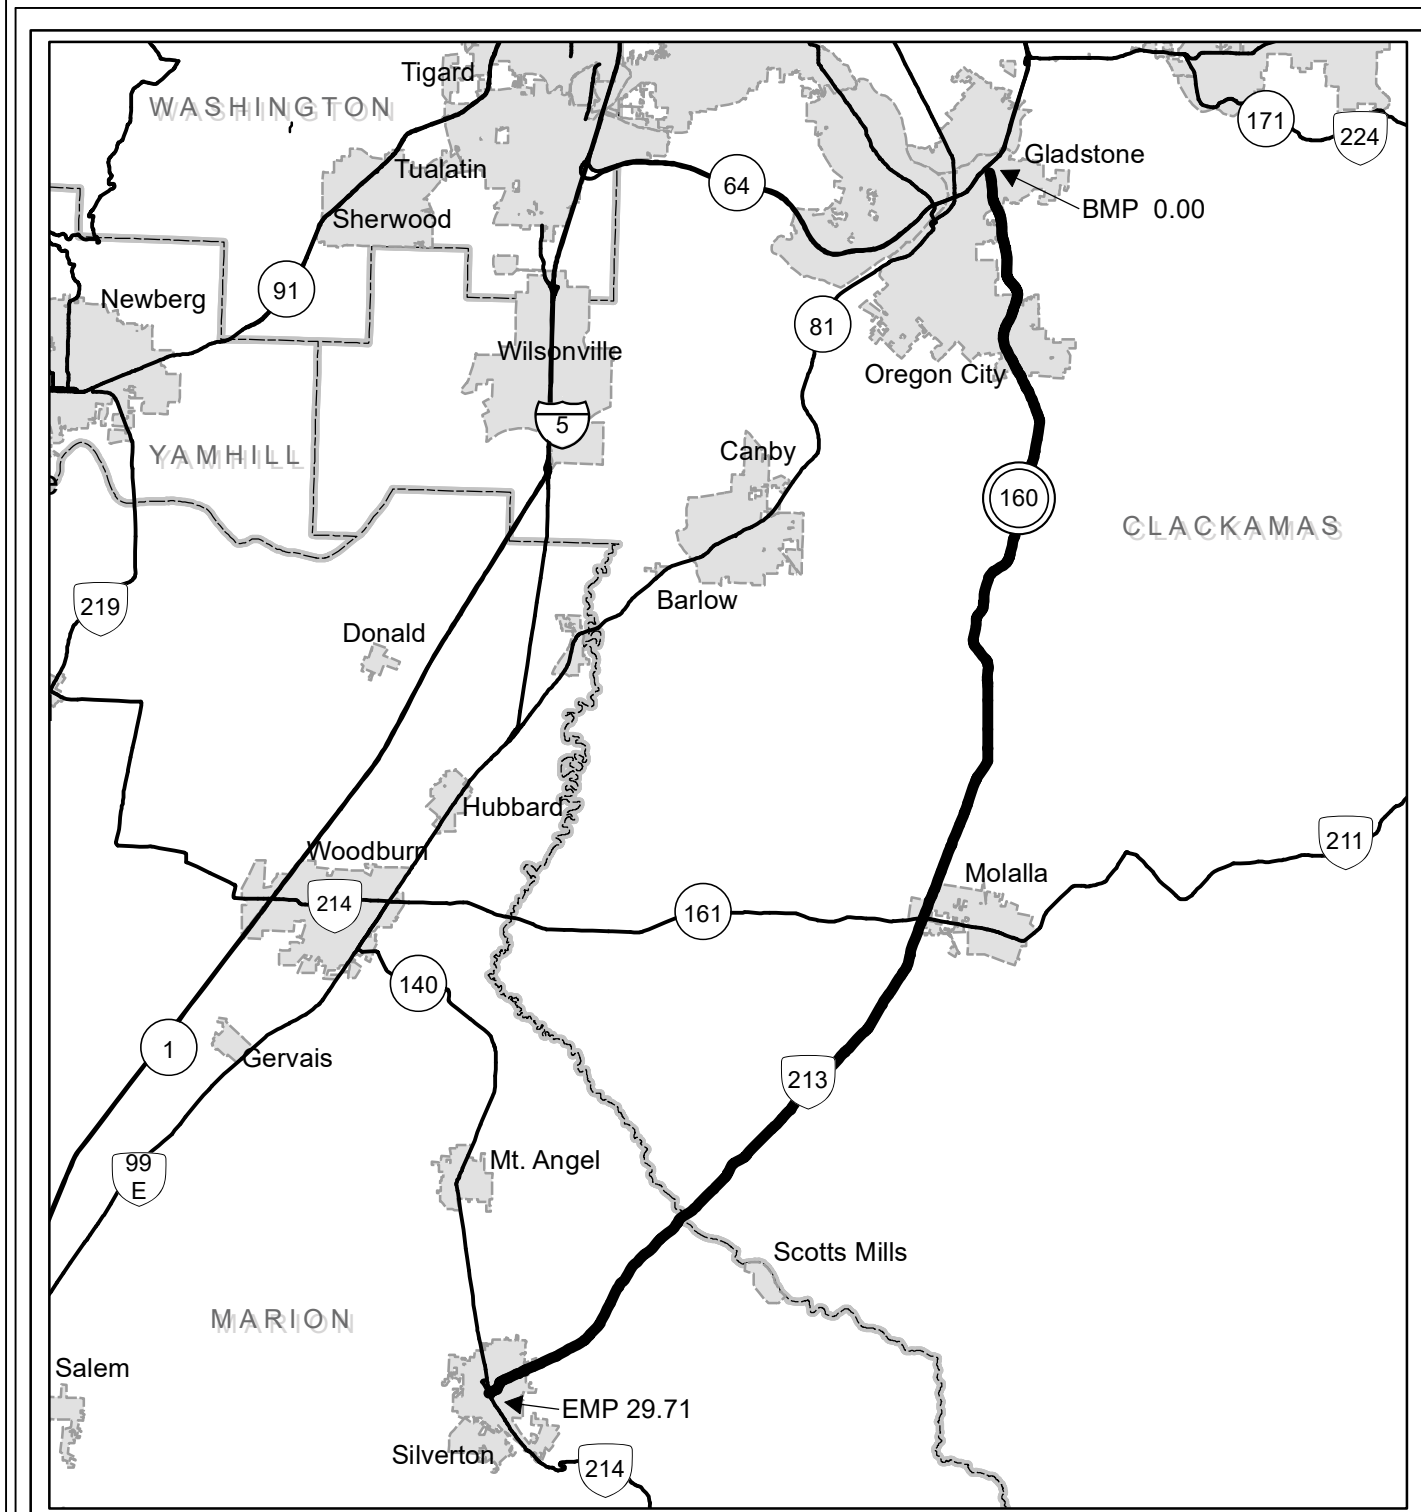 Tigard
WASHINGTON
171
224
Gladstone
Tualatin
64
BMP 0.00
Sherwood
91
Newberg
81
Wilsonville
Oregon City
5
Canby
YAMHILL
e
160
CLACKAMAS
219
Barlow
Donald
Hubbard
211
Woodburn
Molalla
214
161
140
1
Gervais
213
99
E
Mt. Angel
Scotts Mills
MARION
Salem
EMP 29.71
Silverton
214